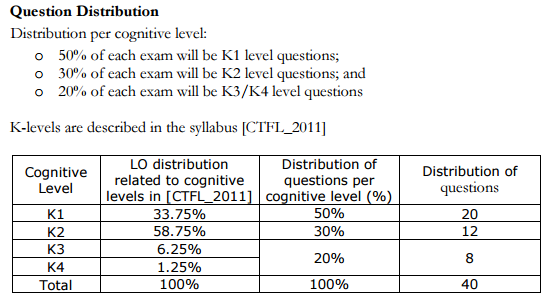 Question Distribution
Distribution per cognitive level:
o 50% of each exam will be K1 level questions;
o 30% of each exam will be K2 level questions; and
o 20% of each exam will be K3/K4 level questions
K-levels are described in the syllabus [CTFL_2011]
Cognitive Level | LO distribution related to cognitive levels in [CTFL_2011] | Distribution of questions per cognitive level (%) | Distribution of questions
K1 | 33.75% | 50% | 20
K2 | 58.75% | 30% | 12
K3 | 6.25% | 20% | 8
K4 | 1.25%
Total | 100% | 100% | 40